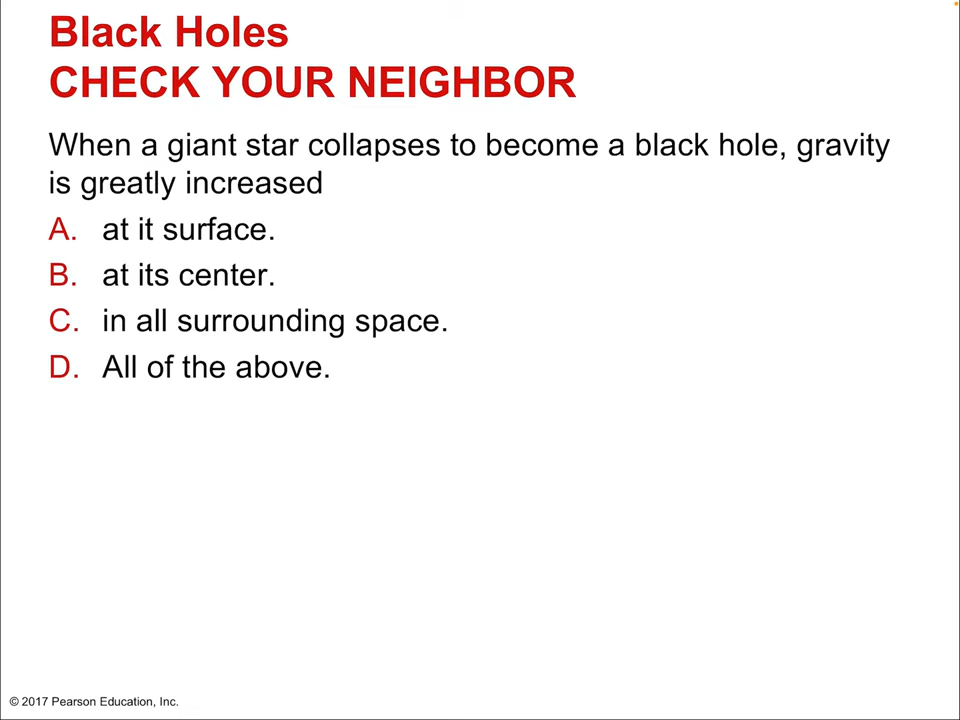 Black Holes
CHECK YOUR NEIGHBOR
When a giant star collapses to become a black hole, gravity
is greatly increased
A. at it surface.
B. at its center.
C. in all surrounding space.
D. All of the above.
© 2017 Pearson Education, Inc.